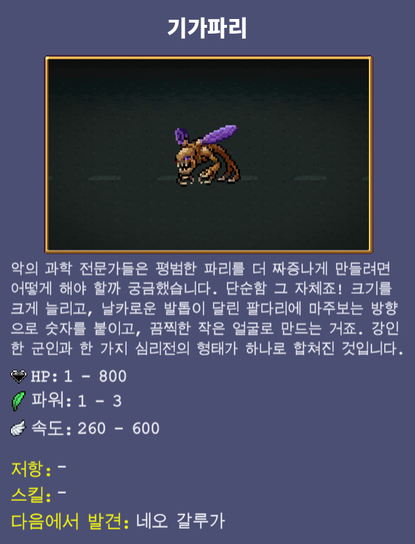 기가파리
악의 과학 전문가들은 평범한 파리를 더 짜증나게 만들려면
어떻게 해야 할까 궁금했습니다. 단순함 그 자체죠! 크기를
크게 늘리고, 날카로운 발톱이 달린 팔다리에 마주보는 방향
으로 숫자를 붙이고, 끔찍한 작은 얼굴로 만드는 거죠. 강인
한 군인과 한 가지 심리전의 형태가 하나로 합쳐진 것입니다.
HP: 1 - 800
파워: 1 - 3
속도: 260 - 600
저항: -
스킬: -
다음에서 발견: 네오 갈루가